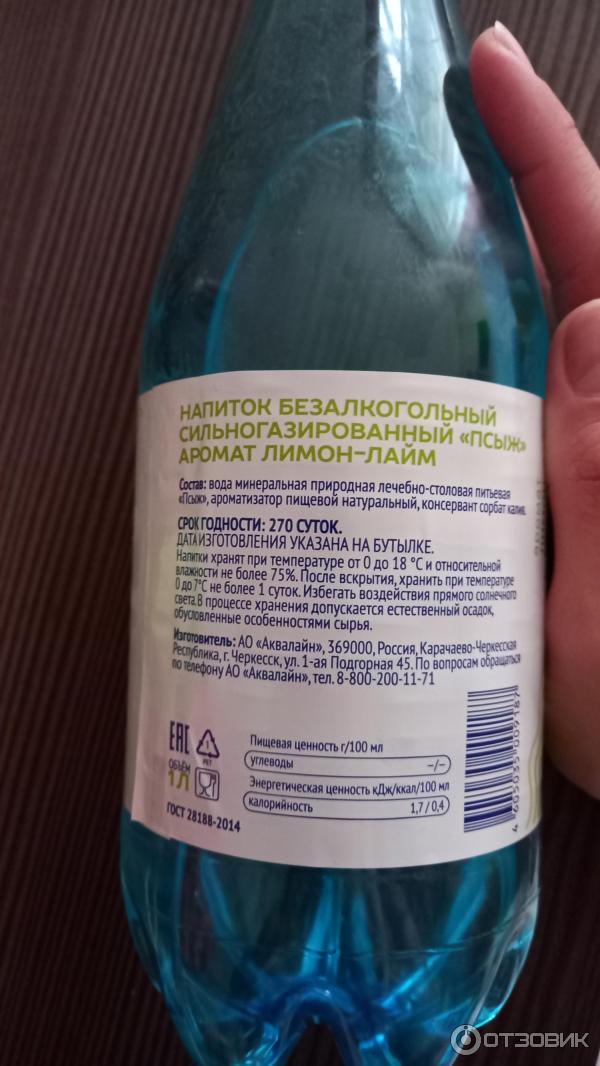 НАПИТОК БЕЗАЛКОГОЛЬНЫЙ
СИЛЬНОГАЗИРОВАННЫЙ «ПСЫЖ»
АРОМАТ ЛИМОН-ЛАЙМ
Состав: вода минеральная природная лечебно-столовая питьевая
«Псыж», ароматизатор пищевой натуральный, консервант сорбат калия.
СРОК ГОДНОСТИ: 270 СУТОК.
ДАТА ИЗГОТОВЛЕНИЯ УКАЗАНА НА БУТЫЛКЕ.
Напитки хранят при температуре от 0 до 18 °С и относительной
влажности не более 75%. После вскрытия, хранить при температуре
0 до 7°С не более 1 суток. Избегать воздействия прямого солнечного
света. В процессе хранения допускается естественный осадок,
обусловленные особенностями сырья.
Изготовитель: АО «Аквалайн», 369000, Россия, Карачаево-Черкесская
Республика, г. Черкесск, ул. 1-ая Подгорная 45. По вопросам обращаться
по телефону АО «Аквалайн», тел. 8-800-200-11-71
ЕАС
1
PET
ОБЪЕМ
1 Л
ГОСТ 28188-2014
Пищевая ценность г/100 мл
углеводы –/–
Энергетическая ценность кДж/ккал/100 мл
калорийность 1,7 / 0,4
4 605035 009187
ОТЗОВИК